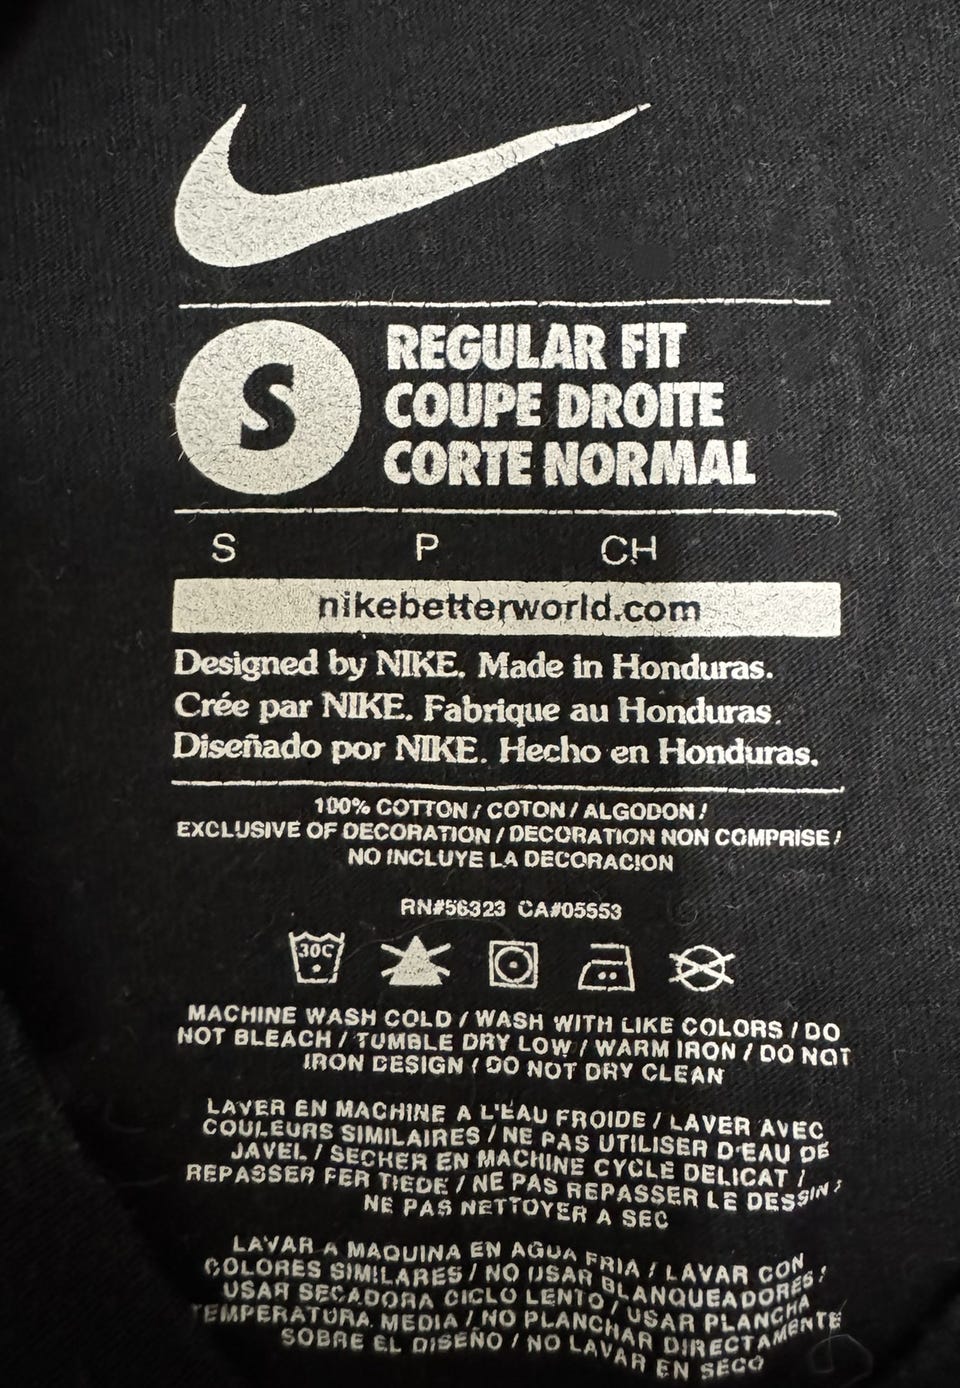 S
REGULAR FIT
COUPE DROITE
CORTE NORMAL
S P CH
nikebetterworld.com
Designed by NIKE. Made in Honduras.
Crée par NIKE. Fabrique au Honduras.
Diseñado por NIKE. Hecho en Honduras.
100% COTTON / COTON / ALGODON /
EXCLUSIVE OF DECORATION / DECORATION NON COMPRISE /
NO INCLUYE LA DECORACION
RN#56323 CA#05553
30C
MACHINE WASH COLD / WASH WITH LIKE COLORS / DO
NOT BLEACH / TUMBLE DRY LOW / WARM IRON / DO NOT
IRON DESIGN / DO NOT DRY CLEAN
LAVER EN MACHINE A L'EAU FROIDE / LAVER AVEC
COULEURS SIMILAIRES / NE PAS UTILISER D'EAU DE
JAVEL / SECHER EN MACHINE CYCLE DELICAT /
REPASSER FER TIEDE / NE PAS REPASSER LE DESSIN /
NE PAS NETTOYER A SEC
LAVAR A MAQUINA EN AGUA FRIA / LAVAR CON
COLORES SIMILARES / NO USAR BLANQUEADORES /
USAR SECADORA CICLO LENTO / USAR PLANCHA
TEMPERATURA MEDIA / NO PLANCHAR DIRECTAMENTE
SOBRE EL DISEÑO / NO LAVAR EN SECO